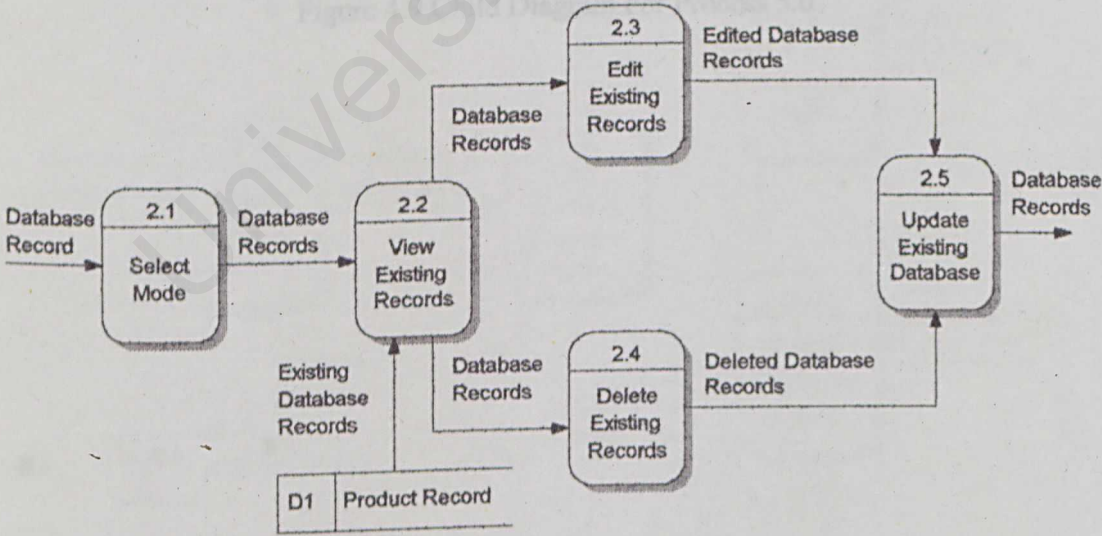 2.3
Edit
Existing
Records
Edited Database
Records
Database
Records
2.5
Update
Existing
Database
Database
Records
Database
Record
2.1
Select
Mode
Database
Records
2.2
View
Existing
Records
Existing
Database
Records
Database
Records
2.4
Delete
Existing
Records
Deleted Database
Records
D1 Product Record
Univers